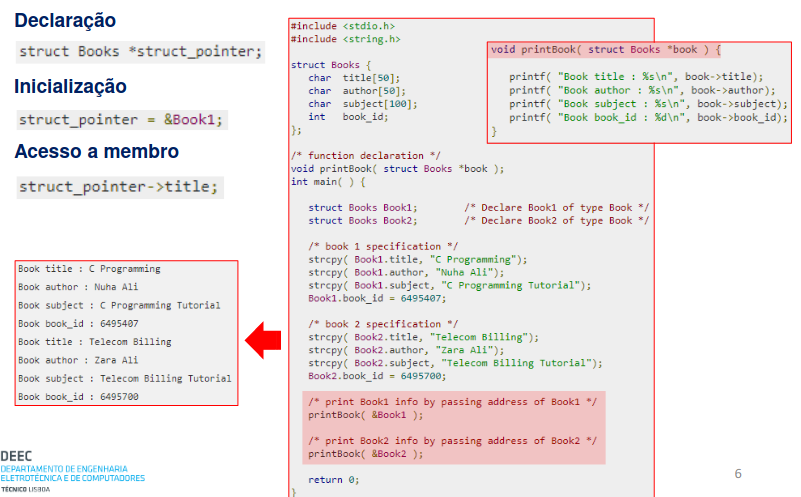 Declaração
struct Books *struct_pointer;
Inicialização
struct_pointer = &Book1;
Acesso a membro
struct_pointer->title;
Book title : C Programming
Book author : Nuha Ali
Book subject : C Programming Tutorial
Book book_id : 6495407
Book title : Telecom Billing
Book author : Zara Ali
Book subject : Telecom Billing Tutorial
Book book_id : 6495700
#include <stdio.h>
#include <string.h>
struct Books {
char title[50];
char author[50];
char subject[100];
int book_id;
};
/* function declaration */
void printBook( struct Books *book );
int main( ) {
struct Books Book1; /* Declare Book1 of type Book */
struct Books Book2; /* Declare Book2 of type Book */
/* book 1 specification */
strcpy( Book1.title, "C Programming");
strcpy( Book1.author, "Nuha Ali");
strcpy( Book1.subject, "C Programming Tutorial");
Book1.book_id = 6495407;
/* book 2 specification */
strcpy( Book2.title, "Telecom Billing");
strcpy( Book2.author, "Zara Ali");
strcpy( Book2.subject, "Telecom Billing Tutorial");
Book2.book_id = 6495700;
/* print Book1 info by passing address of Book1 */
printBook( &Book1 );
/* print Book2 info by passing address of Book2 */
printBook( &Book2 );
return 0;
}
void printBook( struct Books *book ) {
printf( "Book title : %s\n", book->title);
printf( "Book author : %s\n", book->author);
printf( "Book subject : %s\n", book->subject);
printf( "Book book_id : %d\n", book->book_id);
}
DEEC
DEPARTAMENTO DE ENGENHARIA
ELETROTÉCNICA E DE COMPUTADORES
TÉCNICO LISBOA
6